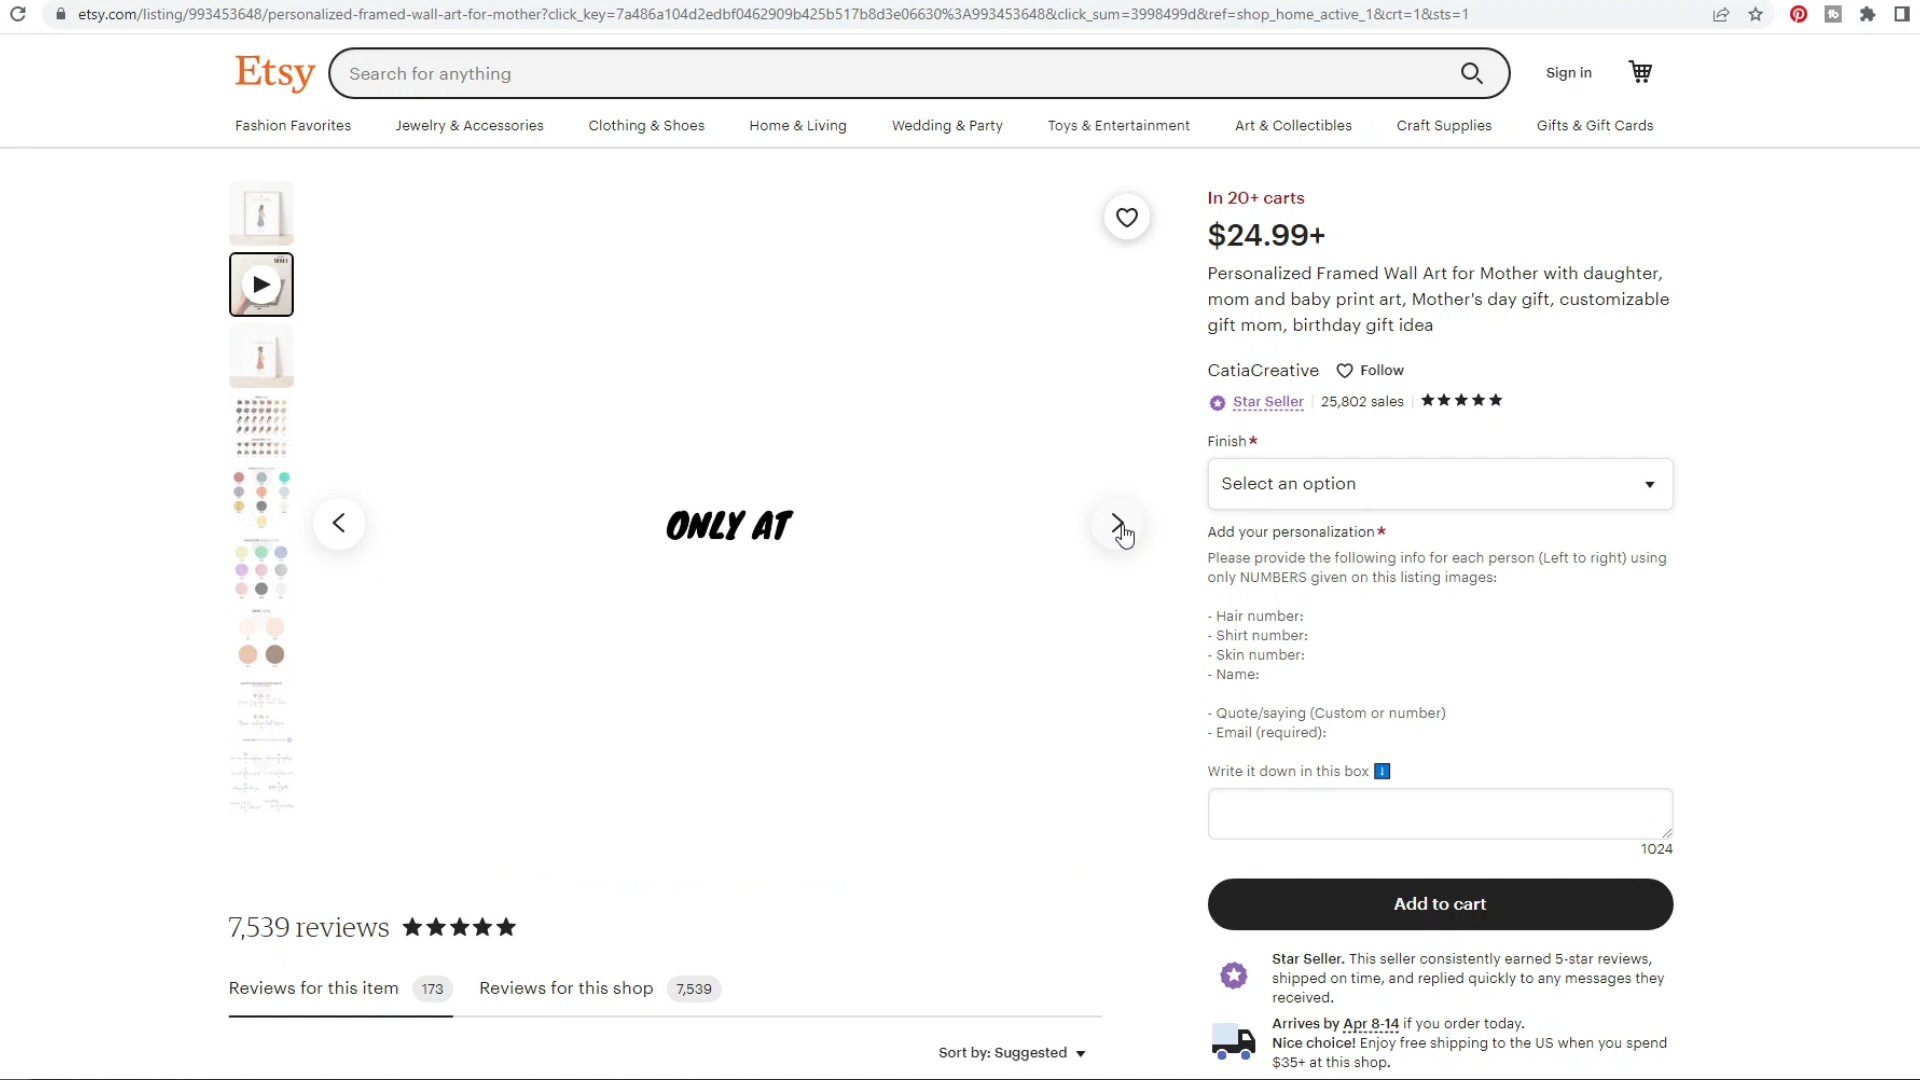 etsy.com/listing/993453648/personalized-framed-wall-art-for-mother?click_key=7a486a104d2edbf0462909b425b517b8d3e06630%3A993453648&click_sum=3998499d&ref=shop_home_active_1&crt=1&sts=1
Etsy
Search for anything
Sign in
Fashion Favorites
Jewelry & Accessories
Clothing & Shoes
Home & Living
Wedding & Party
Toys & Entertainment
Art & Collectibles
Craft Supplies
Gifts & Gift Cards
ONLY AT
In 20+ carts
$24.99+
Personalized Framed Wall Art for Mother with daughter,
mom and baby print art, Mother's day gift, customizable
gift mom, birthday gift idea
CatiaCreative
Follow
Star Seller
25,802 sales
Finish*
Select an option
Add your personalization*
Please provide the following info for each person (Left to right) using
only NUMBERS given on this listing images:
- Hair number:
- Shirt number:
- Skin number:
- Name:
- Quote/saying (Custom or number)
- Email (required):
Write it down in this box
1024
Add to cart
Star Seller. This seller consistently earned 5-star reviews,
shipped on time, and replied quickly to any messages they
received.
Arrives by Apr 8-14 if you order today.
Nice choice! Enjoy free shipping to the US when you spend
$35+ at this shop.
7,539 reviews
Reviews for this item 173
Reviews for this shop 7,539
Sort by: Suggested